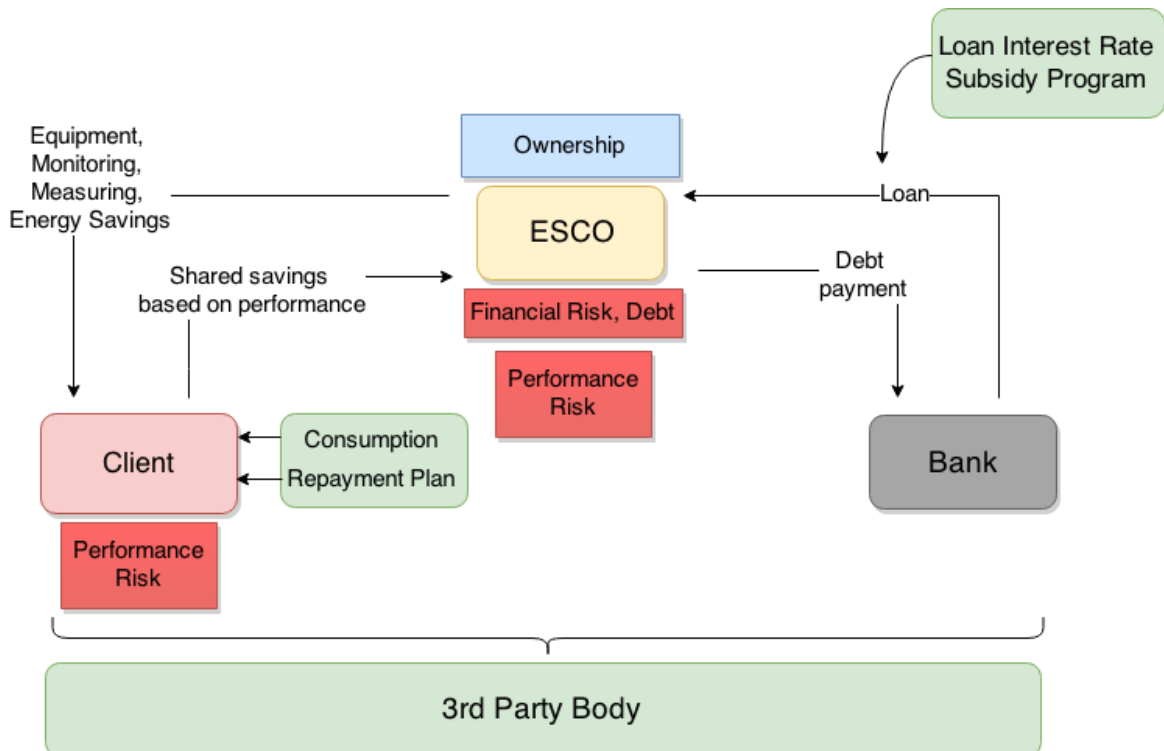 Loan Interest Rate
Subsidy Program
Equipment,
Monitoring,
Measuring,
Energy Savings
Ownership
Loan
ESCO
Shared savings
based on performance
Debt
payment
Financial Risk, Debt
Performance
Risk
Client
Consumption
Repayment Plan
Bank
Performance
Risk
3rd Party Body